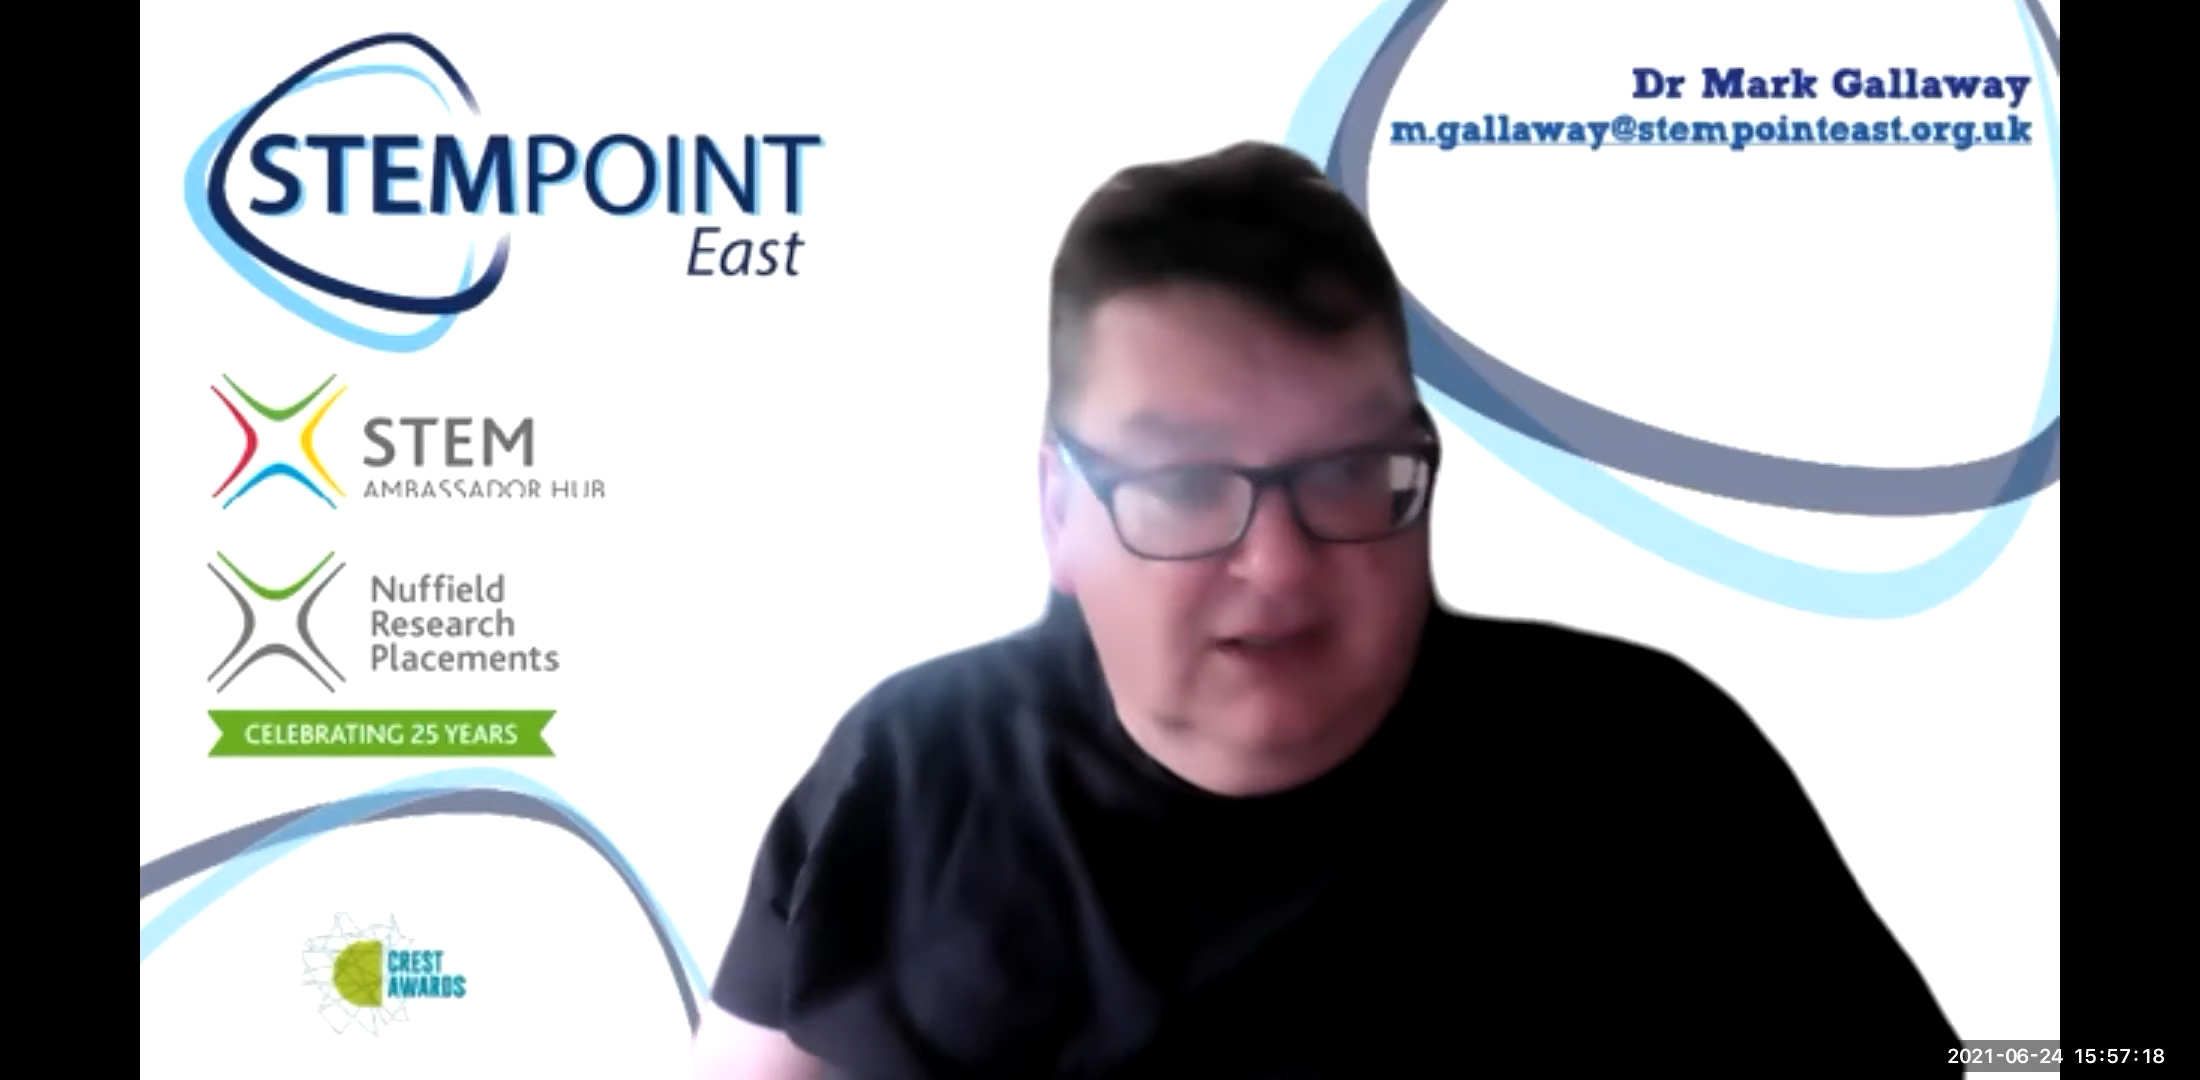 STEMPOINT
East
Dr Mark Gallaway
m.gallaway@stempointeast.org.uk
STEM
AMBASSADOR HUB
Nuffield
Research
Placements
CELEBRATING 25 YEARS
CREST
AWARDS
2021-06-24 15:57:18